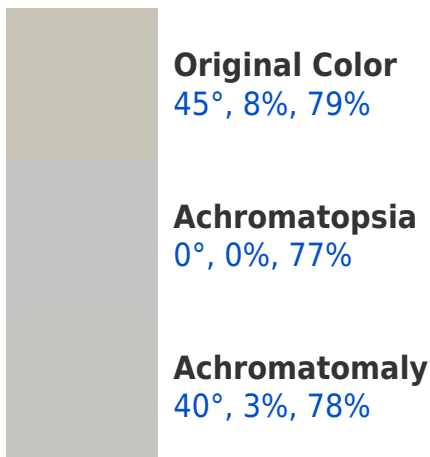 Original Color
45°, 8%, 79%
Achromatopsia
0°, 0%, 77%
Achromatomaly
40°, 3%, 78%